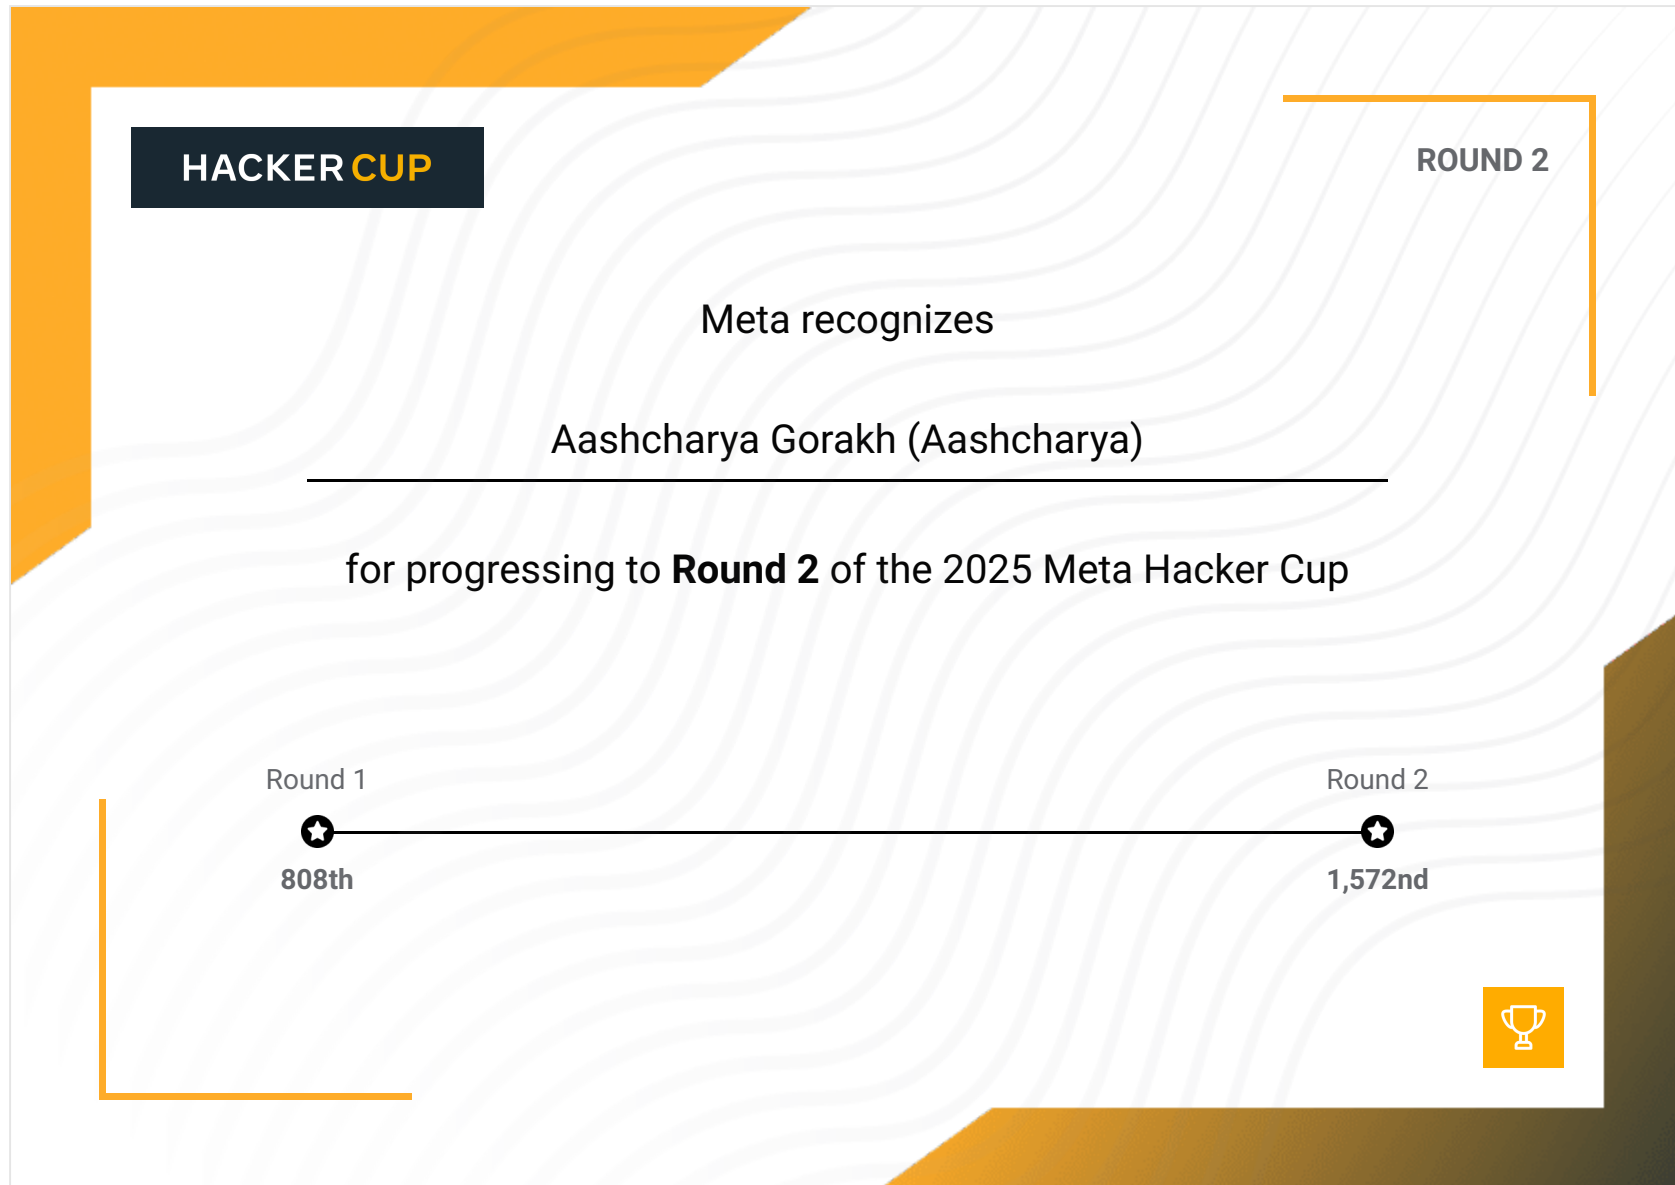 HACKER CUP
ROUND 2
Meta recognizes
Aashcharya Gorakh (Aashcharya)
for progressing to Round 2 of the 2025 Meta Hacker Cup
Round 1
Round 2
808th
1,572nd